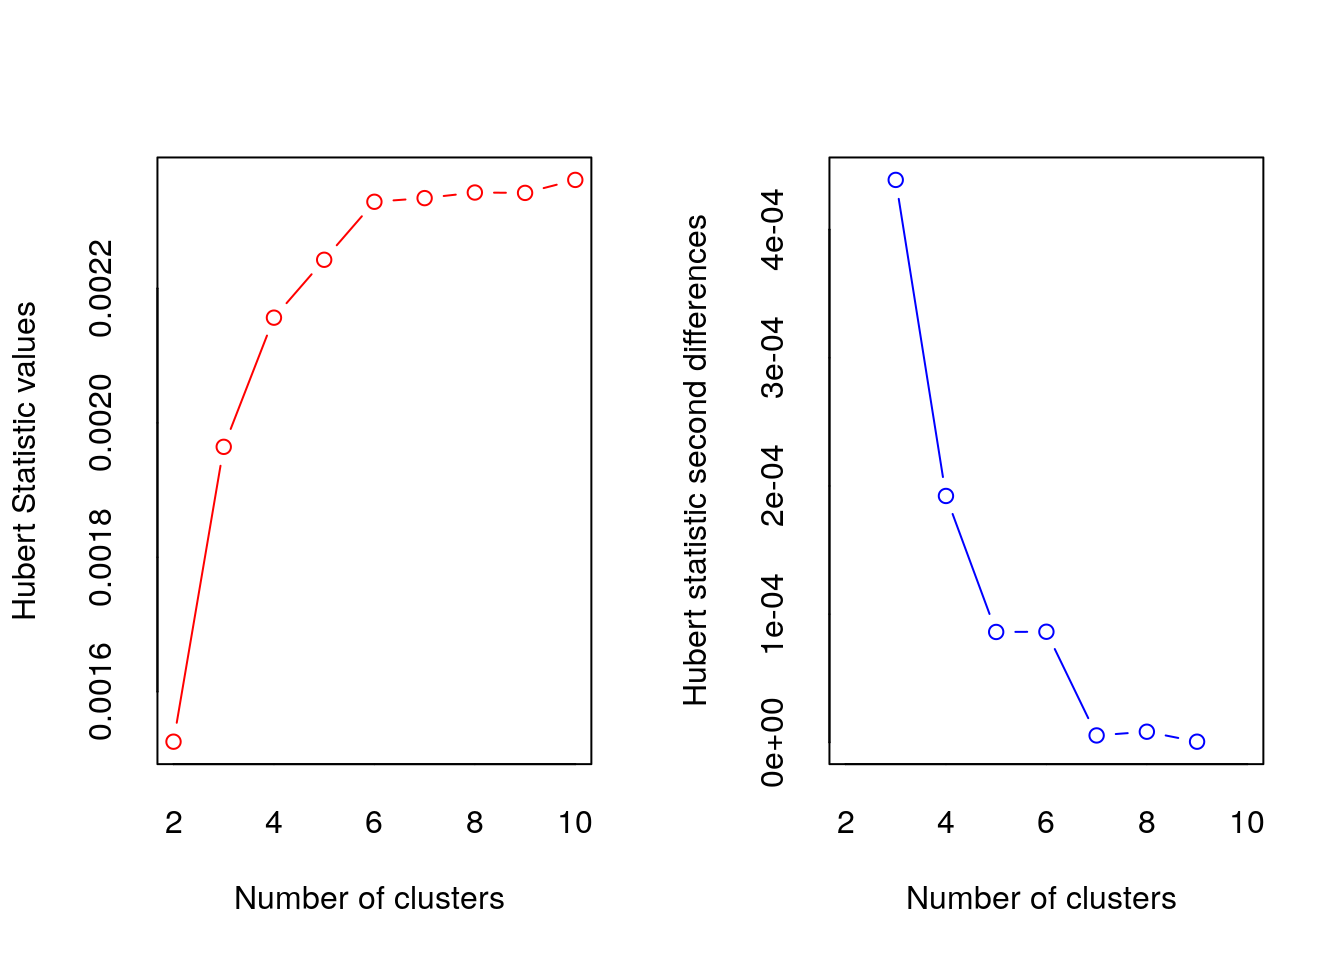 Hubert Statistic values
0.0016 0.0018 0.0020 0.0022
2 4 6 8 10
Number of clusters
Hubert statistic second differences
0e+00 1e-04 2e-04 3e-04 4e-04
2 4 6 8 10
Number of clusters